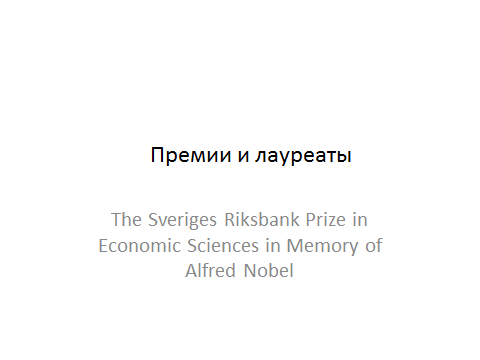 Премии и лауреаты
The Sveriges Riksbank Prize in
Economic Sciences in Memory of
Alfred Nobel